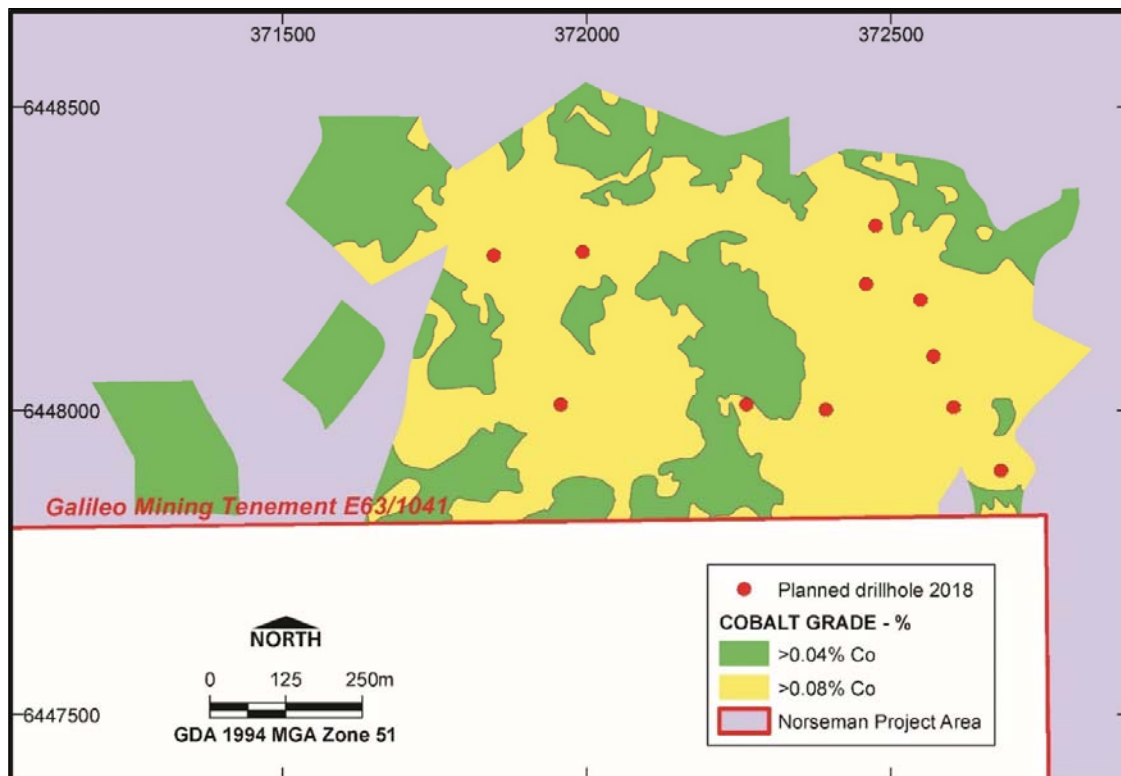 371500
372000
372500
6448500
6448000
Galileo Mining Tenement E63/1041
NORTH
0 125 250m
GDA 1994 MGA Zone 51
6447500
Planned drillhole 2018
COBALT GRADE - %
>0.04% Co
>0.08% Co
Norseman Project Area